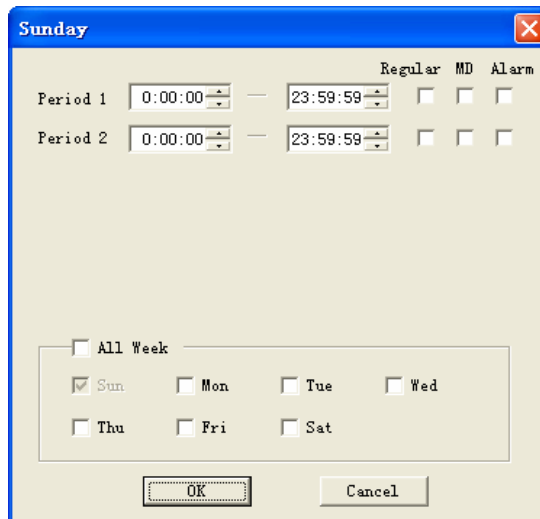 Sunday
Regular MD Alarm
Period 1 0:00:00 — 23:59:59
Period 2 0:00:00 — 23:59:59
All Week
Sun Mon Tue Wed
Thu Fri Sat
OK Cancel